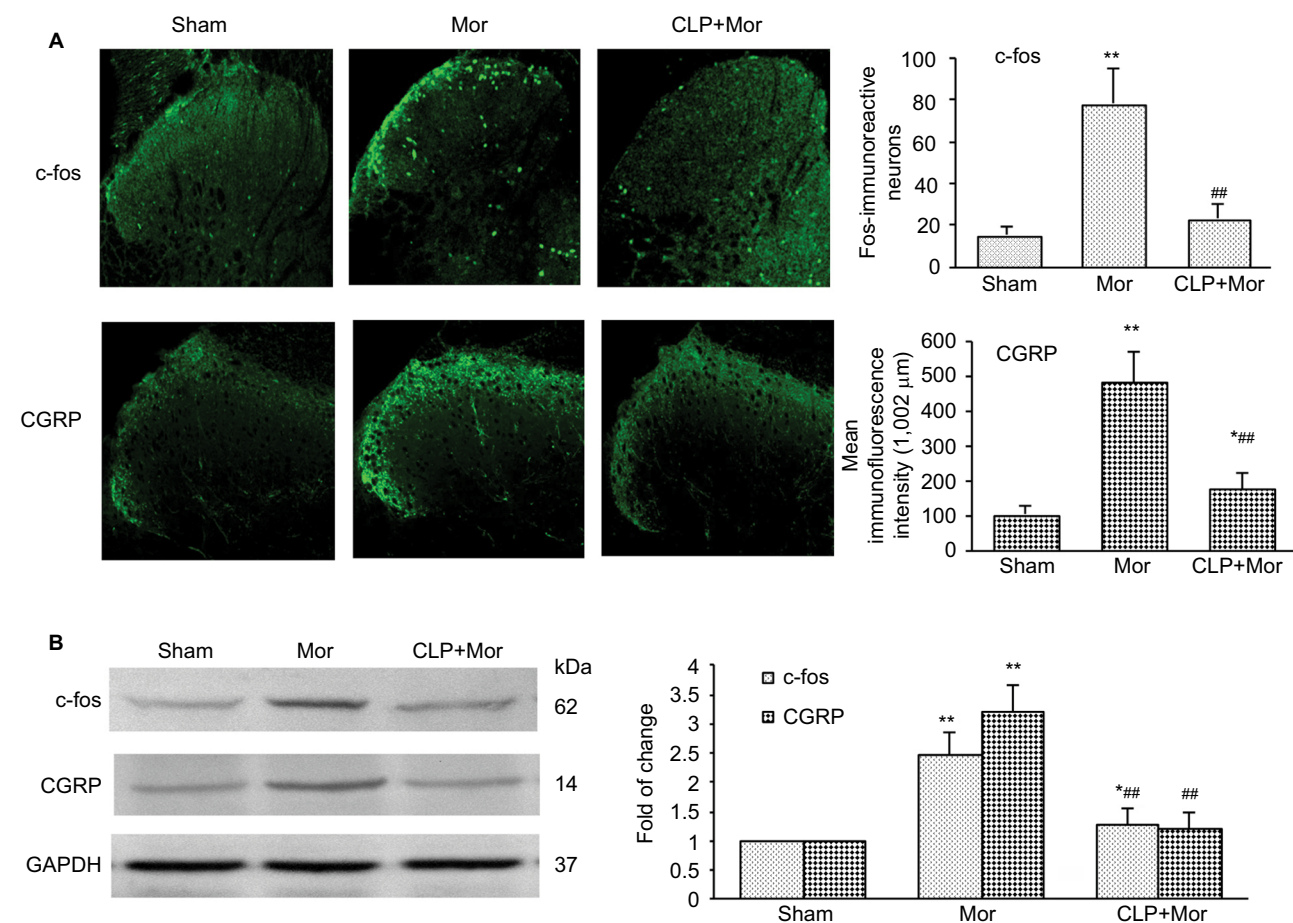 A
Sham
Mor
CLP+Mor
c-fos
CGRP
c-fos
Fos-immunoreactive
neurons
100
80
60
40
20
0
**
##
Sham
Mor
CLP+Mor
CGRP
Mean
immunofluorescence
intensity (1,002 µm)
600
500
400
300
200
100
0
**
*##
Sham
Mor
CLP+Mor
B
Sham
Mor
CLP+Mor
kDa
c-fos
62
CGRP
14
GAPDH
37
Fold of change
4
3.5
3
2.5
2
1.5
1
0.5
0
c-fos
CGRP
**
**
*##
##
Sham
Mor
CLP+Mor